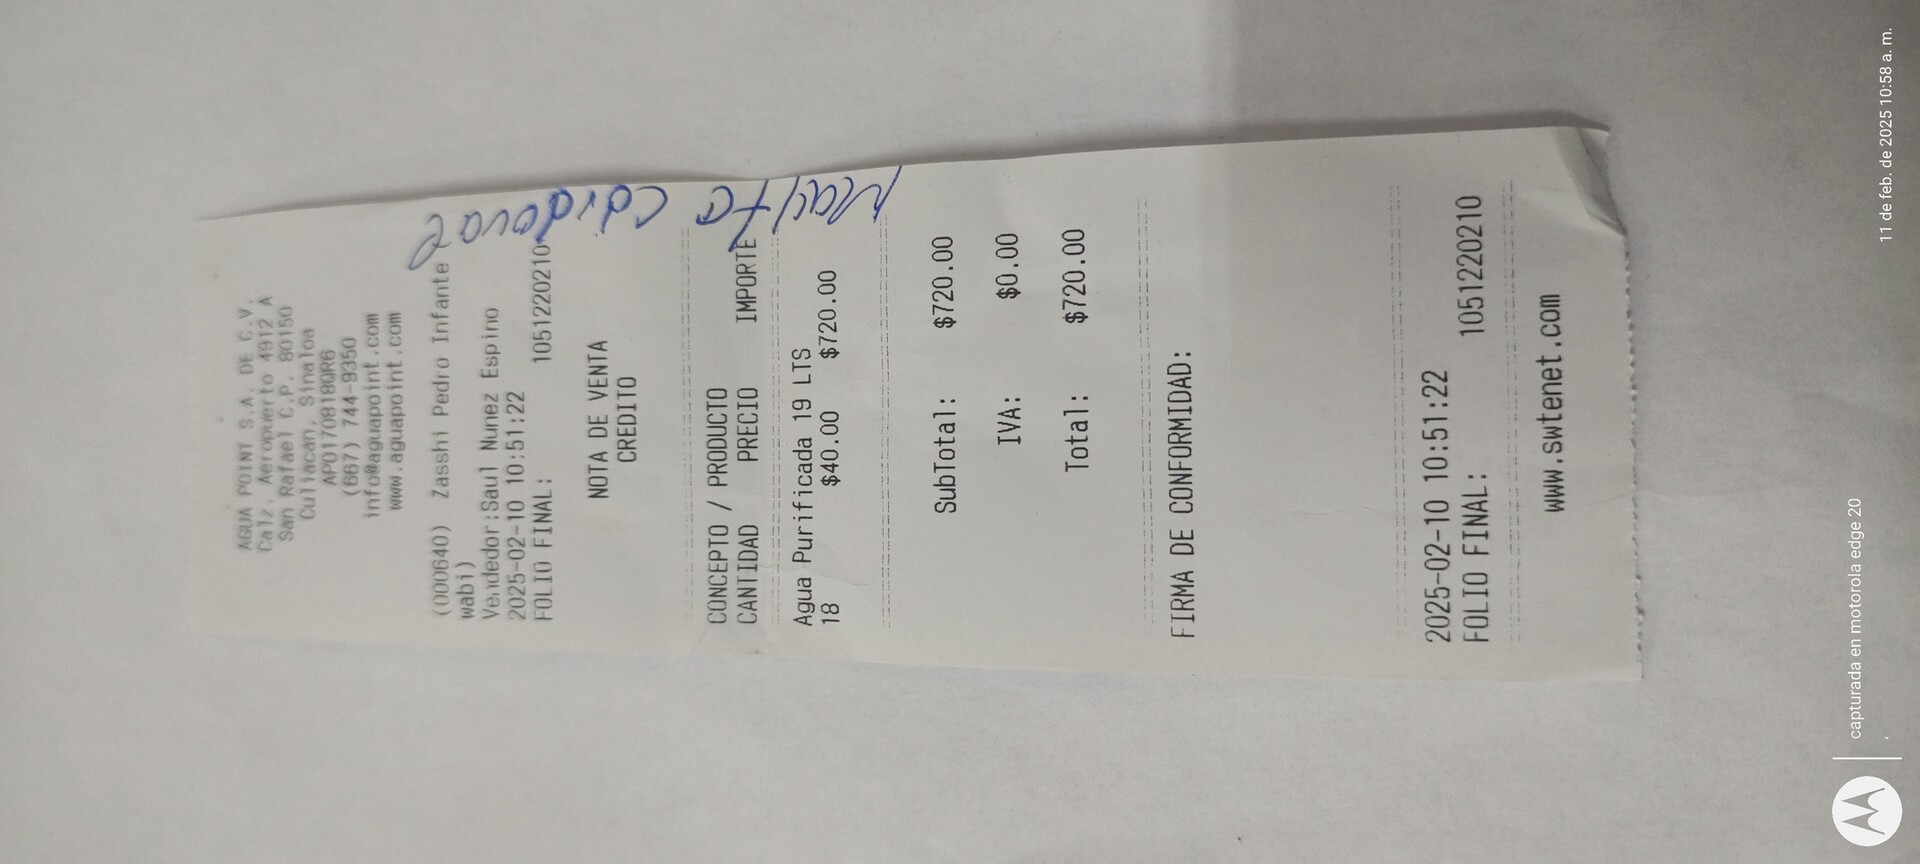 AGUA POINT S.A. DE C.V.
Calz. Aeropuerto 4912 A
San Rafael C.P. 80150
Culiacan, Sinaloa
APO170818QR6
(667) 744-9350
info@aguapoint.com
www.aguapoint.com
(000640) Zasshi Pedro Infante
wabi)
Vendedor:Saul Nunez Espino
2025-02-10 10:51:22
FOLIO FINAL: 1051220210
NOTA DE VENTA
CREDITO
CONCEPTO / PRODUCTO
CANTIDAD PRECIO IMPORTE
Agua Purificada 19 LTS
18 $40.00 $720.00
SubTotal: $720.00
IVA: $0.00
Total: $720.00
FIRMA DE CONFORMIDAD:
2025-02-10 10:51:22
FOLIO FINAL: 1051220210
www.swtenet.com
capturada en motorola edge 20
11 de feb. de 2025 10:58 a. m.